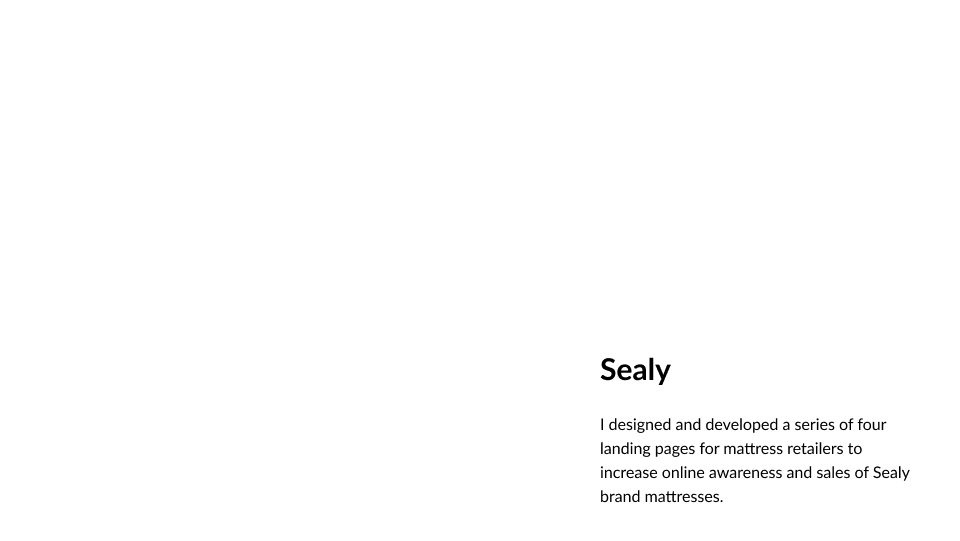 Sealy
I designed and developed a series of four
landing pages for mattress retailers to
increase online awareness and sales of Sealy
brand mattresses.